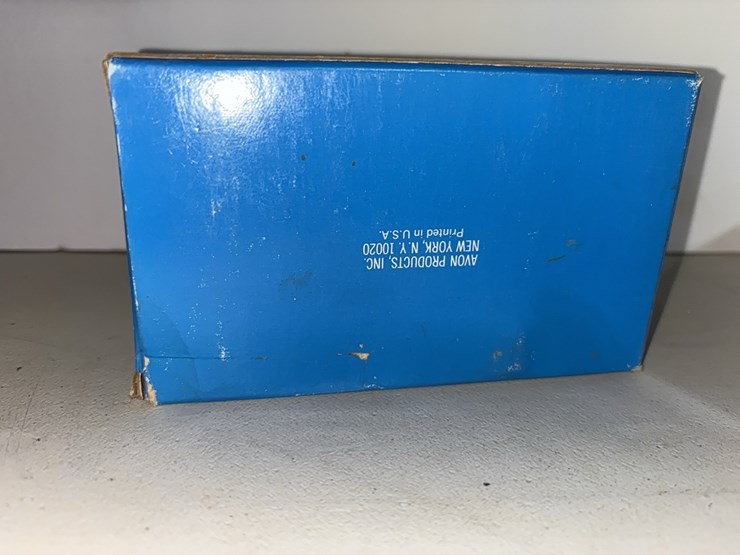 AVON PRODUCTS, INC.
NEW YORK, N.Y. 10020
Printed in U.S.A.